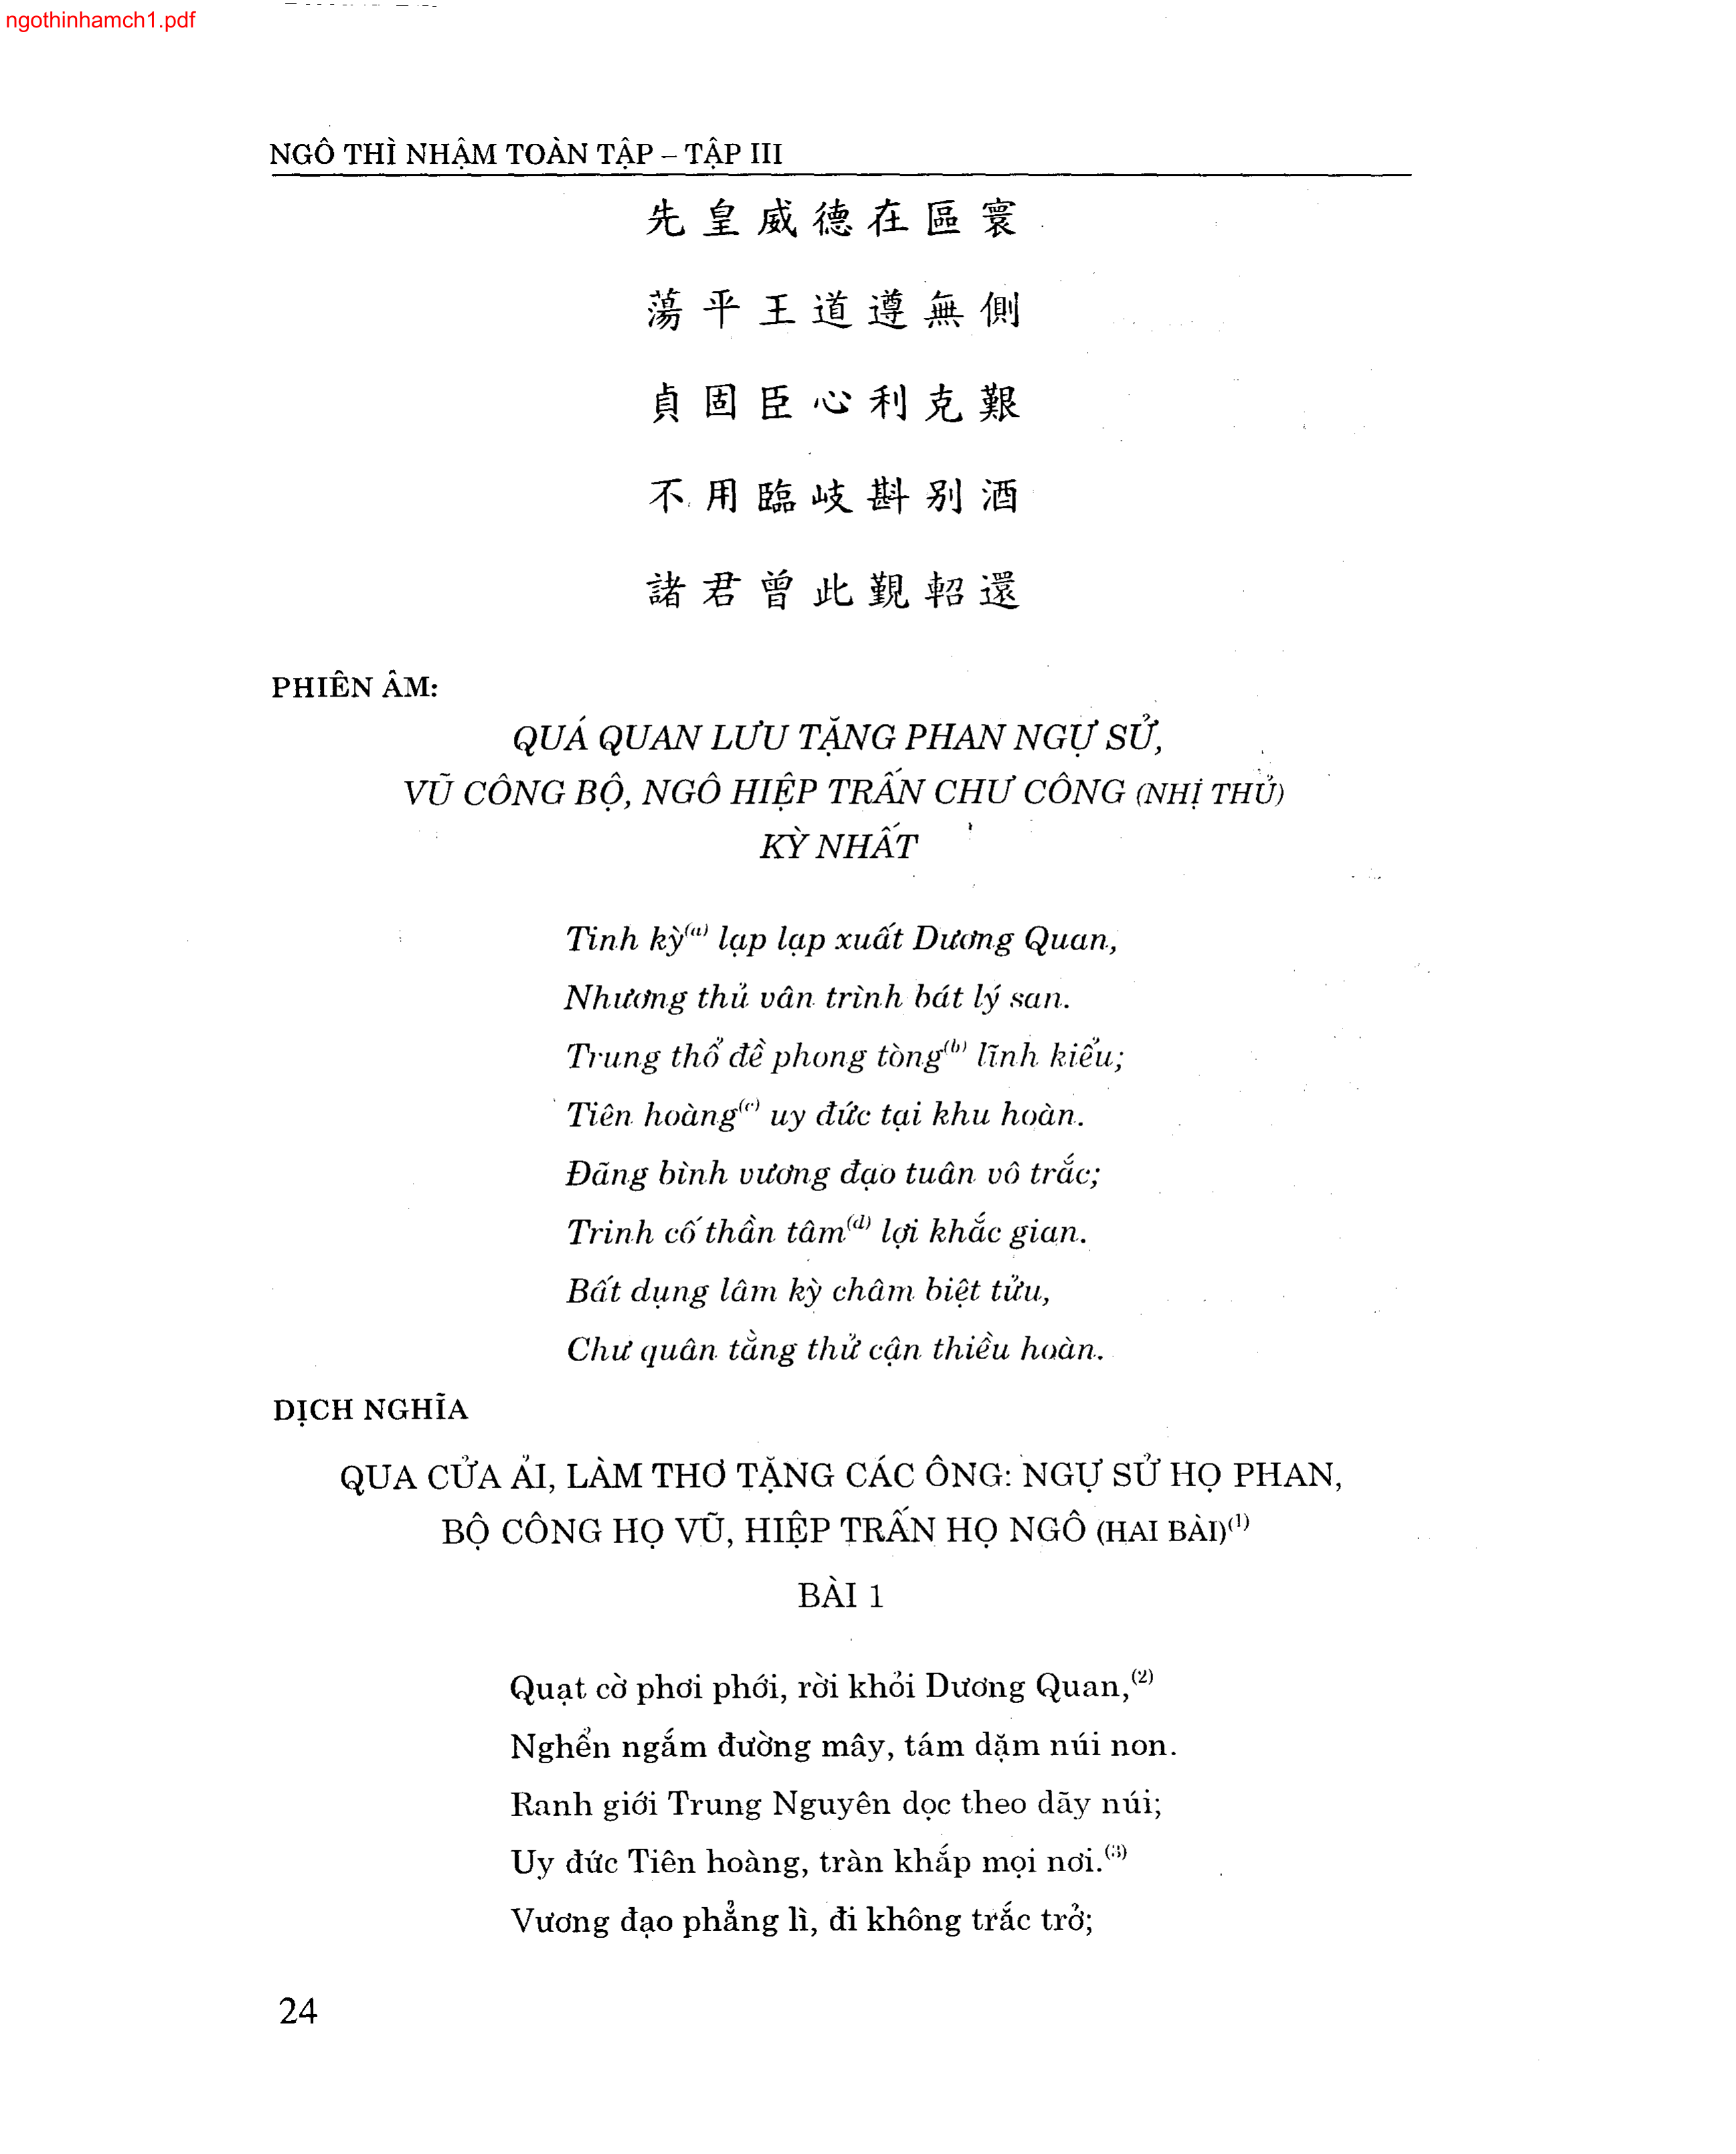 ngothinhamch1.pdf
NGÔ THÌ NHẬM TOÀN TẬP – TẬP III
先皇威德在區寰
蕩平王道遵無側
貞固臣心利克艱
不用臨岐斟別酒
諸君曾此覲軺還
PHIÊN ÂM:
QUÁ QUAN LƯU TẶNG PHAN NGỰ SỬ,
VŨ CÔNG BỘ, NGÔ HIỆP TRẤN CHƯ CÔNG (NHỊ THỦ)
KỲ NHẤT
Tinh kỳ(a) lạp lạp xuất Dương Quan,
Nhương thủ vân trình bát lý san.
Trung thổ đề phong tòng(b) lĩnh kiểu;
Tiên hoàng(c) uy đức tại khu hoàn.
Đãng bình vương đạo tuân vô trắc;
Trinh cố thần tâm(d) lợi khắc gian.
Bất dụng lâm kỳ châm biệt tửu,
Chư quân tằng thử cận thiều hoàn.
DỊCH NGHĨA
QUA CỬA ẢI, LÀM THƠ TẶNG CÁC ÔNG: NGỰ SỬ HỌ PHAN,
BỘ CÔNG HỌ VŨ, HIỆP TRẤN HỌ NGÔ (HAI BÀI)(1)
BÀI 1
Quạt cờ phơi phới, rời khỏi Dương Quan,(2)
Nghển ngắm đường mây, tám dặm núi non.
Ranh giới Trung Nguyên dọc theo dãy núi;
Uy đức Tiên hoàng, tràn khắp mọi nơi.(3)
Vương đạo phẳng lì, đi không trắc trở;
24